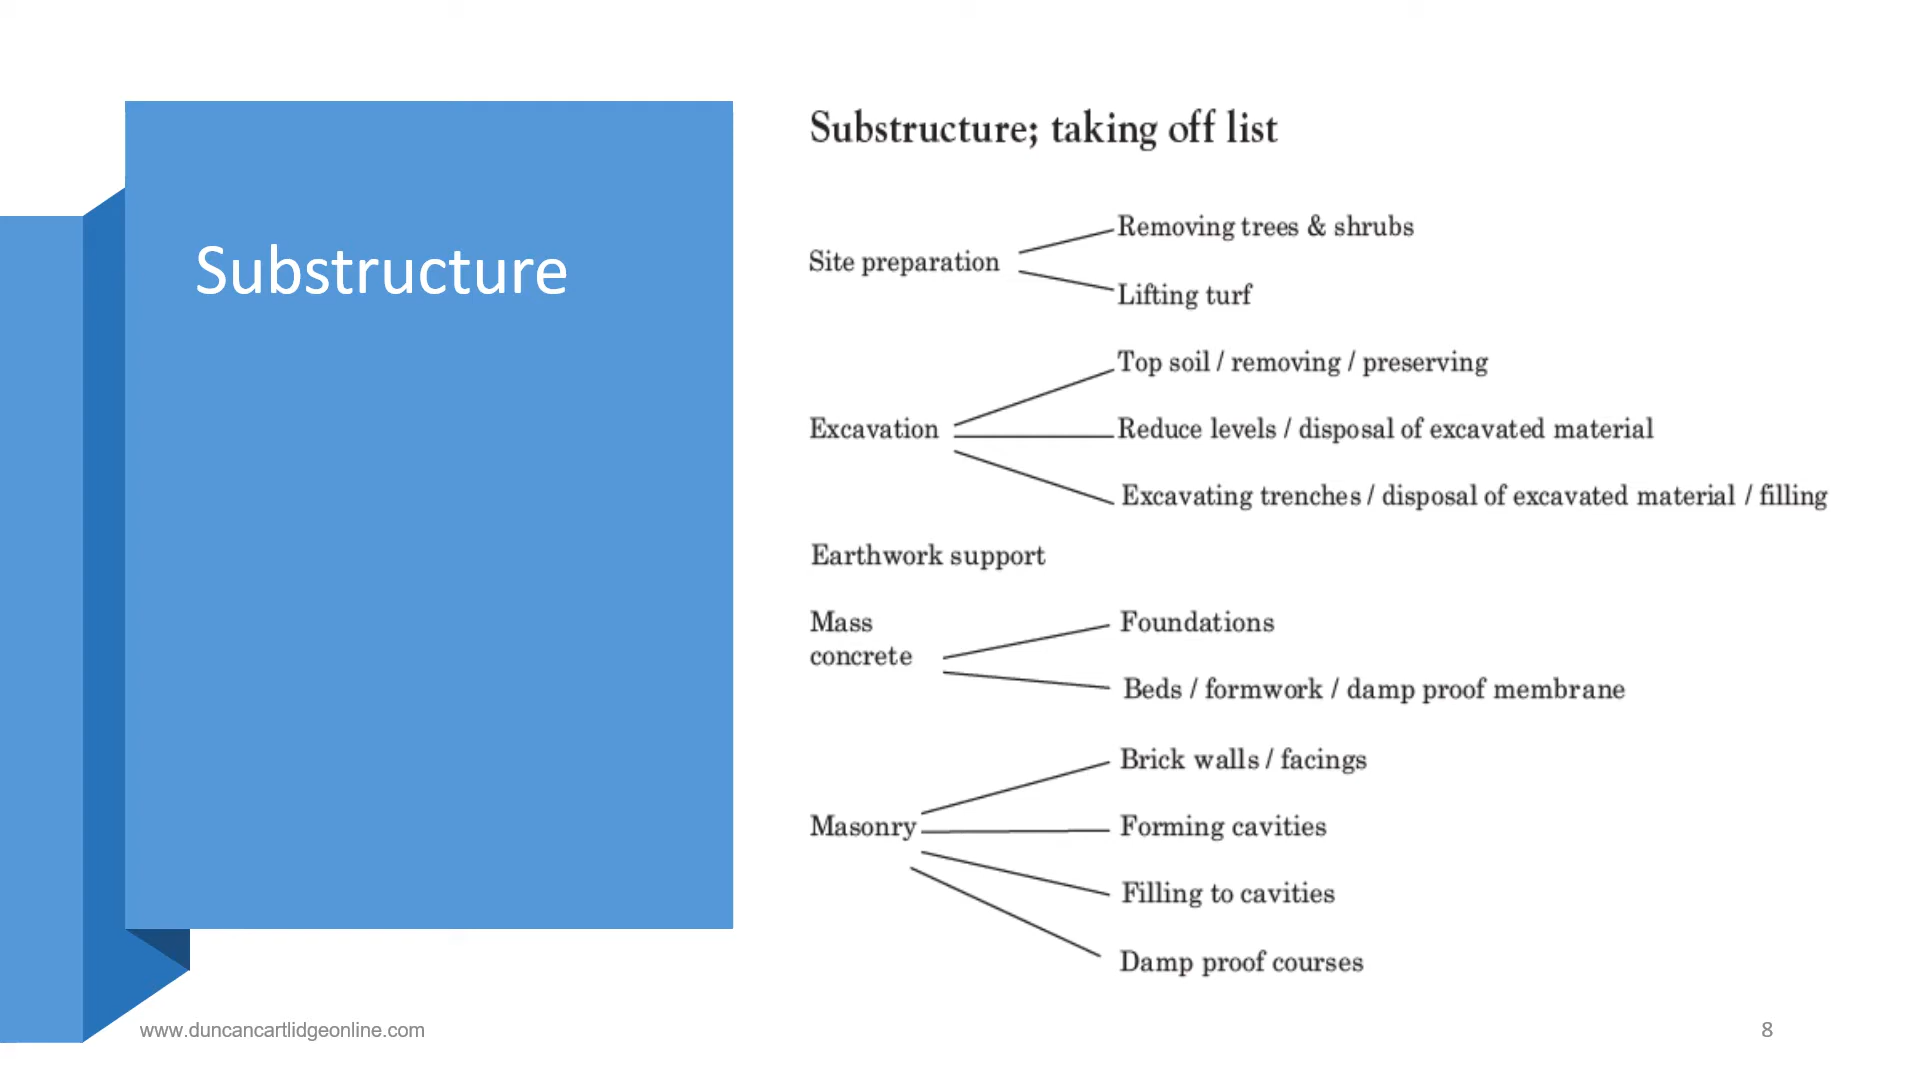 Substructure
Substructure; taking off list
Site preparation
Removing trees & shrubs
Lifting turf
Excavation
Top soil / removing / preserving
Reduce levels / disposal of excavated material
Excavating trenches / disposal of excavated material / filling
Earthwork support
Mass
concrete
Foundations
Beds / formwork / damp proof membrane
Masonry
Brick walls / facings
Forming cavities
Filling to cavities
Damp proof courses
www.duncancartlidgeonline.com
8